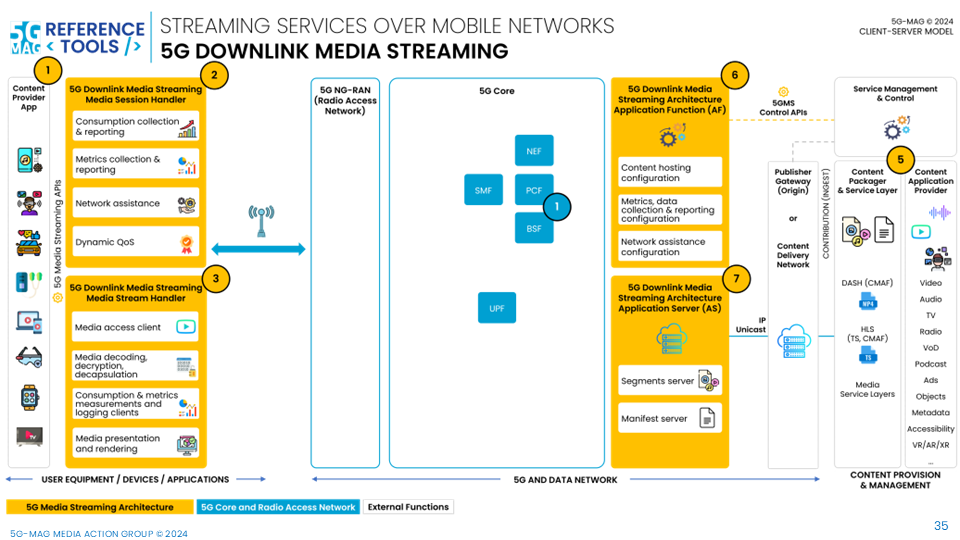 5G
MAG
REFERENCE
< TOOLS />
STREAMING SERVICES OVER MOBILE NETWORKS
5G DOWNLINK MEDIA STREAMING
5G-MAG © 2024
CLIENT-SERVER MODEL
1
Content
Provider
App
5G Media Streaming APIs
2
5G Downlink Media Streaming
Media Session Handler
Consumption collection
& reporting
Metrics collection &
reporting
Network assistance
Dynamic QoS
3
5G Downlink Media Streaming
Media Stream Handler
Media access client
Media decoding,
decryption,
decapsulation
Consumption & metrics
measurements and
logging clients
Media presentation
and rendering
5G NG-RAN
(Radio Access
Network)
5G Core
NEF
SMF
PCF
1
BSF
UPF
6
5G Downlink Media
Streaming Architecture
Application Function (AF)
Content hosting
configuration
Metrics, data
collection & reporting
configuration
Network assistance
configuration
7
5G Downlink Media
Streaming Architecture
Application Server (AS)
Segments server
Manifest server
5GMS
Control APIs
IP
Unicast
Publisher
Gateway
(Origin)
or
Content
Delivery
Network
CONTRIBUTION (INGEST)
Service Management
& Control
5
Content
Packager
& Service Layer
DASH (CMAF)
MP4
HLS
(TS, CMAF)
TS
Media
Service Layers
Content
Application
Provider
Video
Audio
TV
Radio
VoD
Podcast
Ads
Objects
Metadata
Accessibility
VR/AR/XR
...
USER EQUIPMENT / DEVICES / APPLICATIONS
5G AND DATA NETWORK
CONTENT PROVISION
& MANAGEMENT
5G Media Streaming Architecture
5G Core and Radio Access Network
External Functions
5G-MAG MEDIA ACTION GROUP © 2024
35